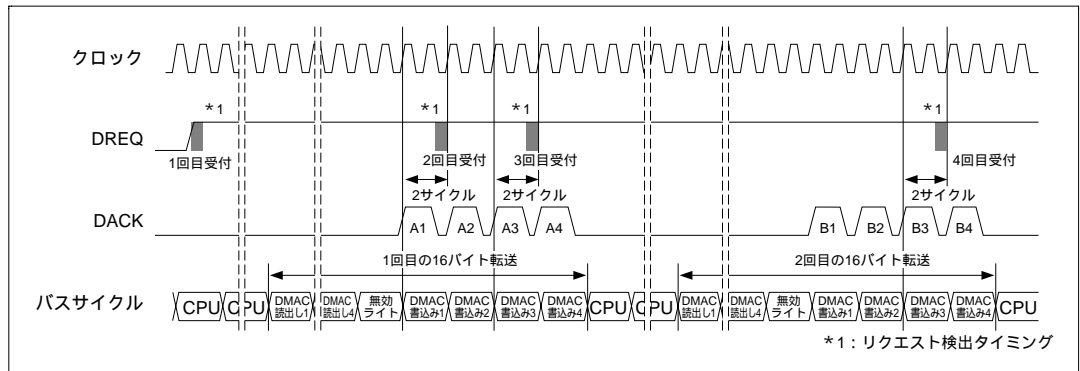 クロック
DREQ
*1
*1
*1
*1
1回目受付
2回目受付
3回目受付
4回目受付
2サイクル
2サイクル
2サイクル
DACK
A1
A2
A3
A4
B1
B2
B3
B4
1回目の16バイト転送
2回目の16バイト転送
バスサイクル
CPU
CPU
DMAC 読出し1
DMAC 読出し4
無効 ライト
DMAC 書込み1
DMAC 書込み2
DMAC 書込み3
DMAC 書込み4
CPU
CPU
DMAC 読出し1
DMAC 読出し4
無効 ライト
DMAC 書込み1
DMAC 書込み2
DMAC 書込み3
DMAC 書込み4
CPU
*1：リクエスト検出タイミング